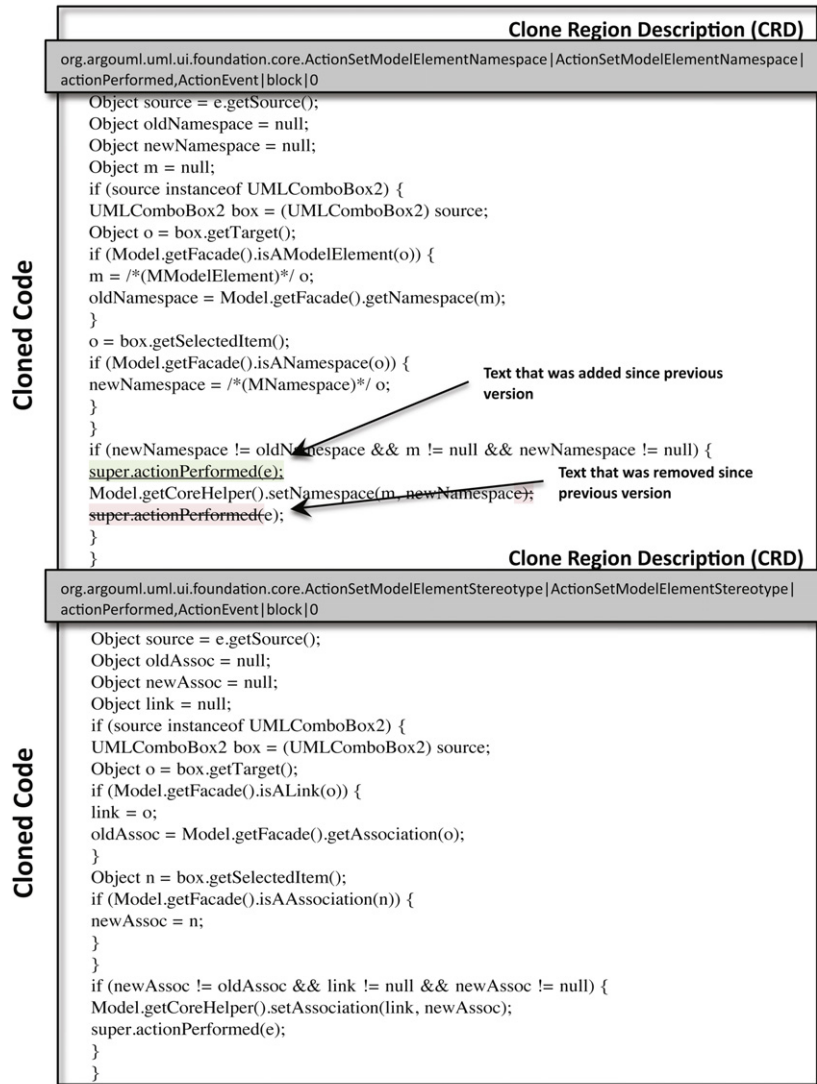 Clone Region Description (CRD)
org.argouml.uml.ui.foundation.core.ActionSetModelElementNamespace|ActionSetModelElementNamespace|
actionPerformed,ActionEvent|block|0
Object source = e.getSource();
Object oldNamespace = null;
Object newNamespace = null;
Object m = null;
if (source instanceof UMLComboBox2) {
UMLComboBox2 box = (UMLComboBox2) source;
Object o = box.getTarget();
if (Model.getFacade().isAModelElement(o)) {
m = /*(MModelElement)*/ o;
oldNamespace = Model.getFacade().getNamespace(m);
}
o = box.getSelectedItem();
if (Model.getFacade().isANamespace(o)) {
newNamespace = /*(MNamespace)*/ o;
}
}
if (newNamespace != oldNamespace && m != null && newNamespace != null) {
super.actionPerformed(e);
Model.getCoreHelper().setNamespace(m, newNamespace);
super.actionPerformed(e);
}
}
Text that was added since previous
version
Text that was removed since
previous version
Cloned Code
Clone Region Description (CRD)
org.argouml.uml.ui.foundation.core.ActionSetModelElementStereotype|ActionSetModelElementStereotype|
actionPerformed,ActionEvent|block|0
Object source = e.getSource();
Object oldAssoc = null;
Object newAssoc = null;
Object link = null;
if (source instanceof UMLComboBox2) {
UMLComboBox2 box = (UMLComboBox2) source;
Object o = box.getTarget();
if (Model.getFacade().isALink(o)) {
link = o;
oldAssoc = Model.getFacade().getAssociation(o);
}
Object n = box.getSelectedItem();
if (Model.getFacade().isAAssociation(n)) {
newAssoc = n;
}
}
if (newAssoc != oldAssoc && link != null && newAssoc != null) {
Model.getCoreHelper().setAssociation(link, newAssoc);
super.actionPerformed(e);
}
}
Cloned Code